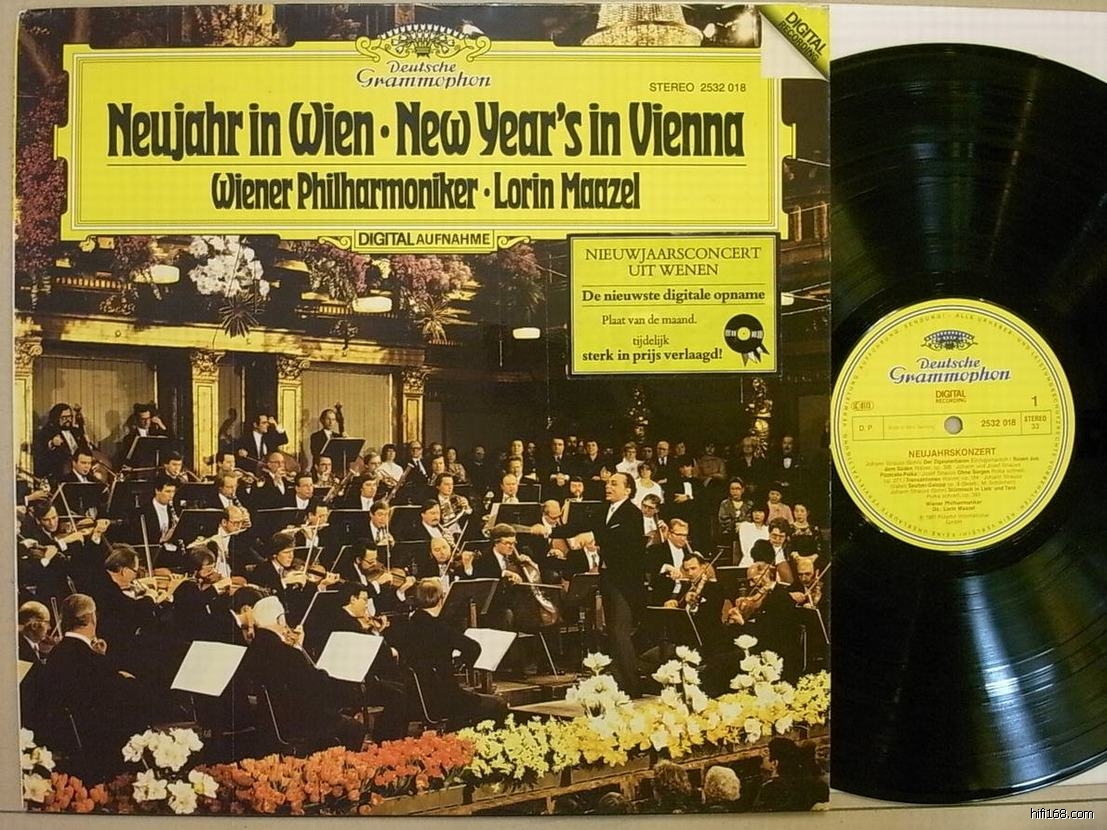 DIGITAL
RECORDING
Deutsche
Grammophon
STEREO 2532 018
Neujahr in Wien · New Year's in Vienna
Wiener Philharmoniker · Lorin Maazel
DIGITAL AUFNAHME
NIEUWJAARSCONCERT
UIT WENEN
De nieuwste digitale opname
Plaat van de maand.
tijdelijk
sterk in prijs verlaagd!
Deutsche
Grammophon
DIGITAL
RECORDING
1
D. P.
2532 018
STEREO
33
NEUJAHRSKONZERT
Wiener Philharmoniker
Lorin Maazel
hifi168.com